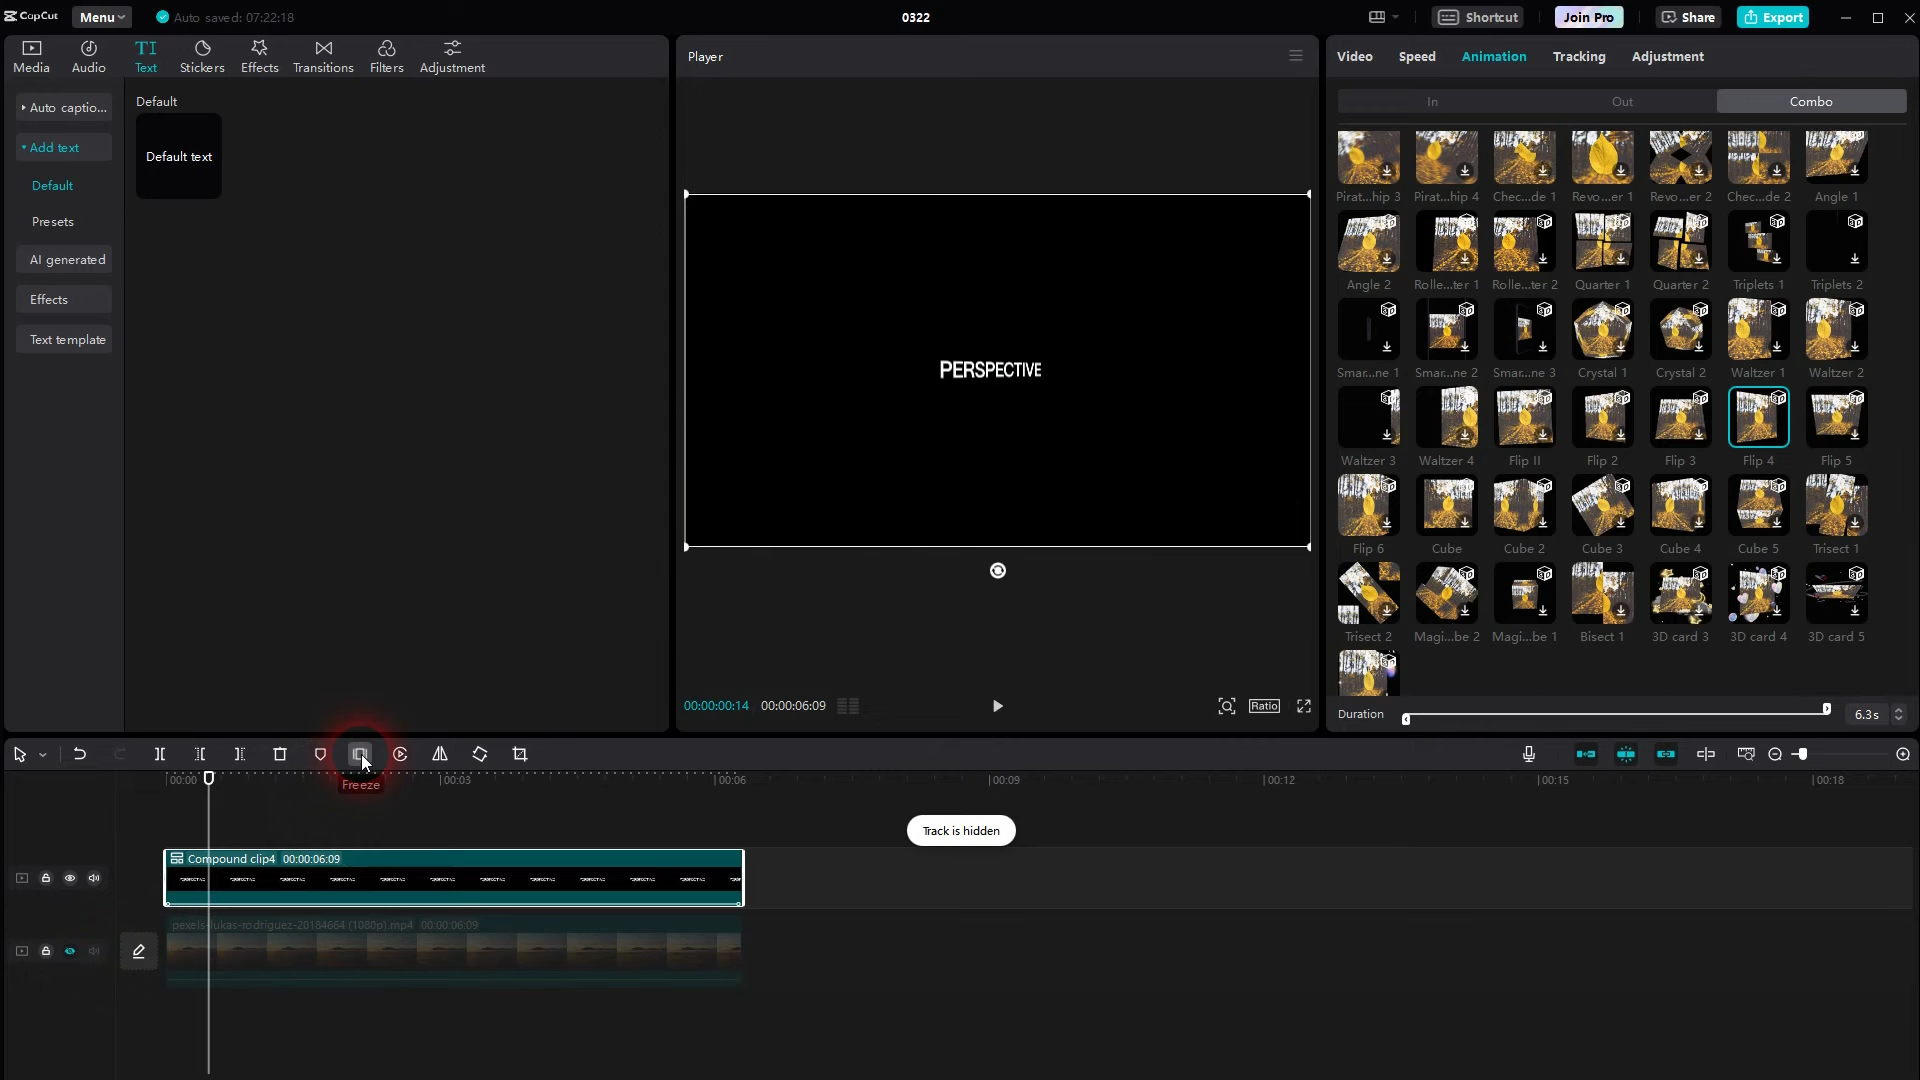 CapCut Menu Auto saved: 07:22:18 0322 Shortcut Join Pro Share Export
Media Audio Text Stickers Effects Transitions Filters Adjustment
TI
Auto captio...
Add text
Default
Presets
AI generated
Effects
Text template
Default
Default text
Player
PERSPECTIVE
00:00:00:14 00:00:06:09 Ratio
Video Speed Animation Tracking Adjustment
In Out Combo
Pirat...hip 3 Pirat...hip 4 Chec...de 1 Revo...er 1 Revo...er 2 Chec...de 2 Angle 1
Angle 2 Rolle...ter 1 Rolle...ter 2 Quarter 1 Quarter 2 Triplets 1 Triplets 2
Smar...ne 1 Smar...ne 2 Smar...ne 3 Crystal 1 Crystal 2 Waltzer 1 Waltzer 2
Waltzer 3 Waltzer 4 Flip II Flip 2 Flip 3 Flip 4 Flip 5
Flip 6 Cube Cube 2 Cube 3 Cube 4 Cube 5 Trisect 1
Trisect 2 Magi...be 2 Magi...be 1 Bisect 1 3D card 3 3D card 4 3D card 5
Duration 6.3s
Freeze
00:00 00:03 00:06 00:09 00:12 00:15 00:18
Track is hidden
Compound clip4 00:00:06:09
pexels-lukas-rodriguez-20184664 (1080p).mp4 00:00:06:09